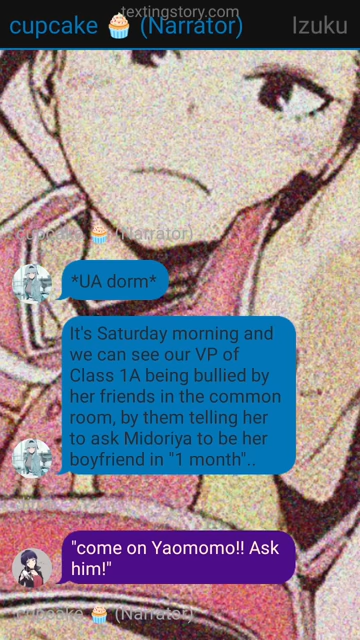 textingstory.com
cupcake 🧁 (Narrator) Izuku
cupcake 🧁 (Narrator)
*UA dorm*
It's Saturday morning and
we can see our VP of
Class 1A being bullied by
her friends in the common
room, by them telling her
to ask Midoriya to be her
boyfriend in "1 month"..
"come on Yaomomo!! Ask
him!"
cupcake 🧁 (Narrator)